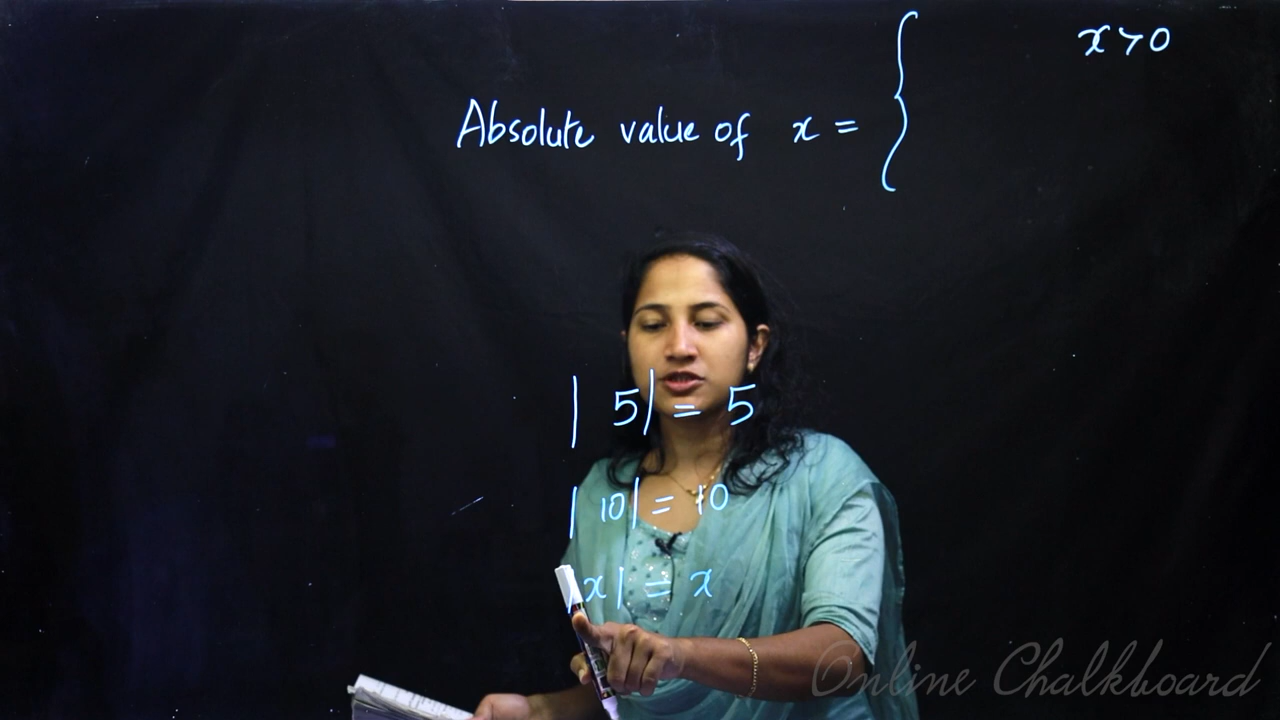 x>0
Absolute value of x = {
| 5| = 5
| 10| = 10
|x| = x
Online Chalkboard